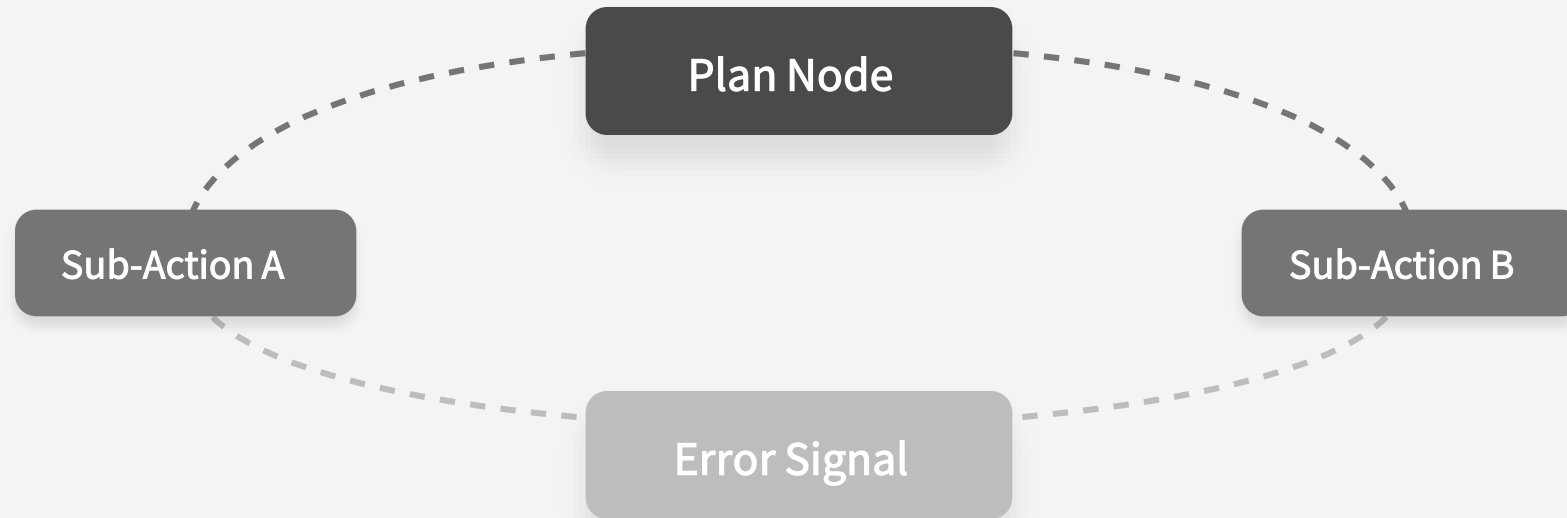 Plan Node
Sub-Action A
Sub-Action B
Error Signal